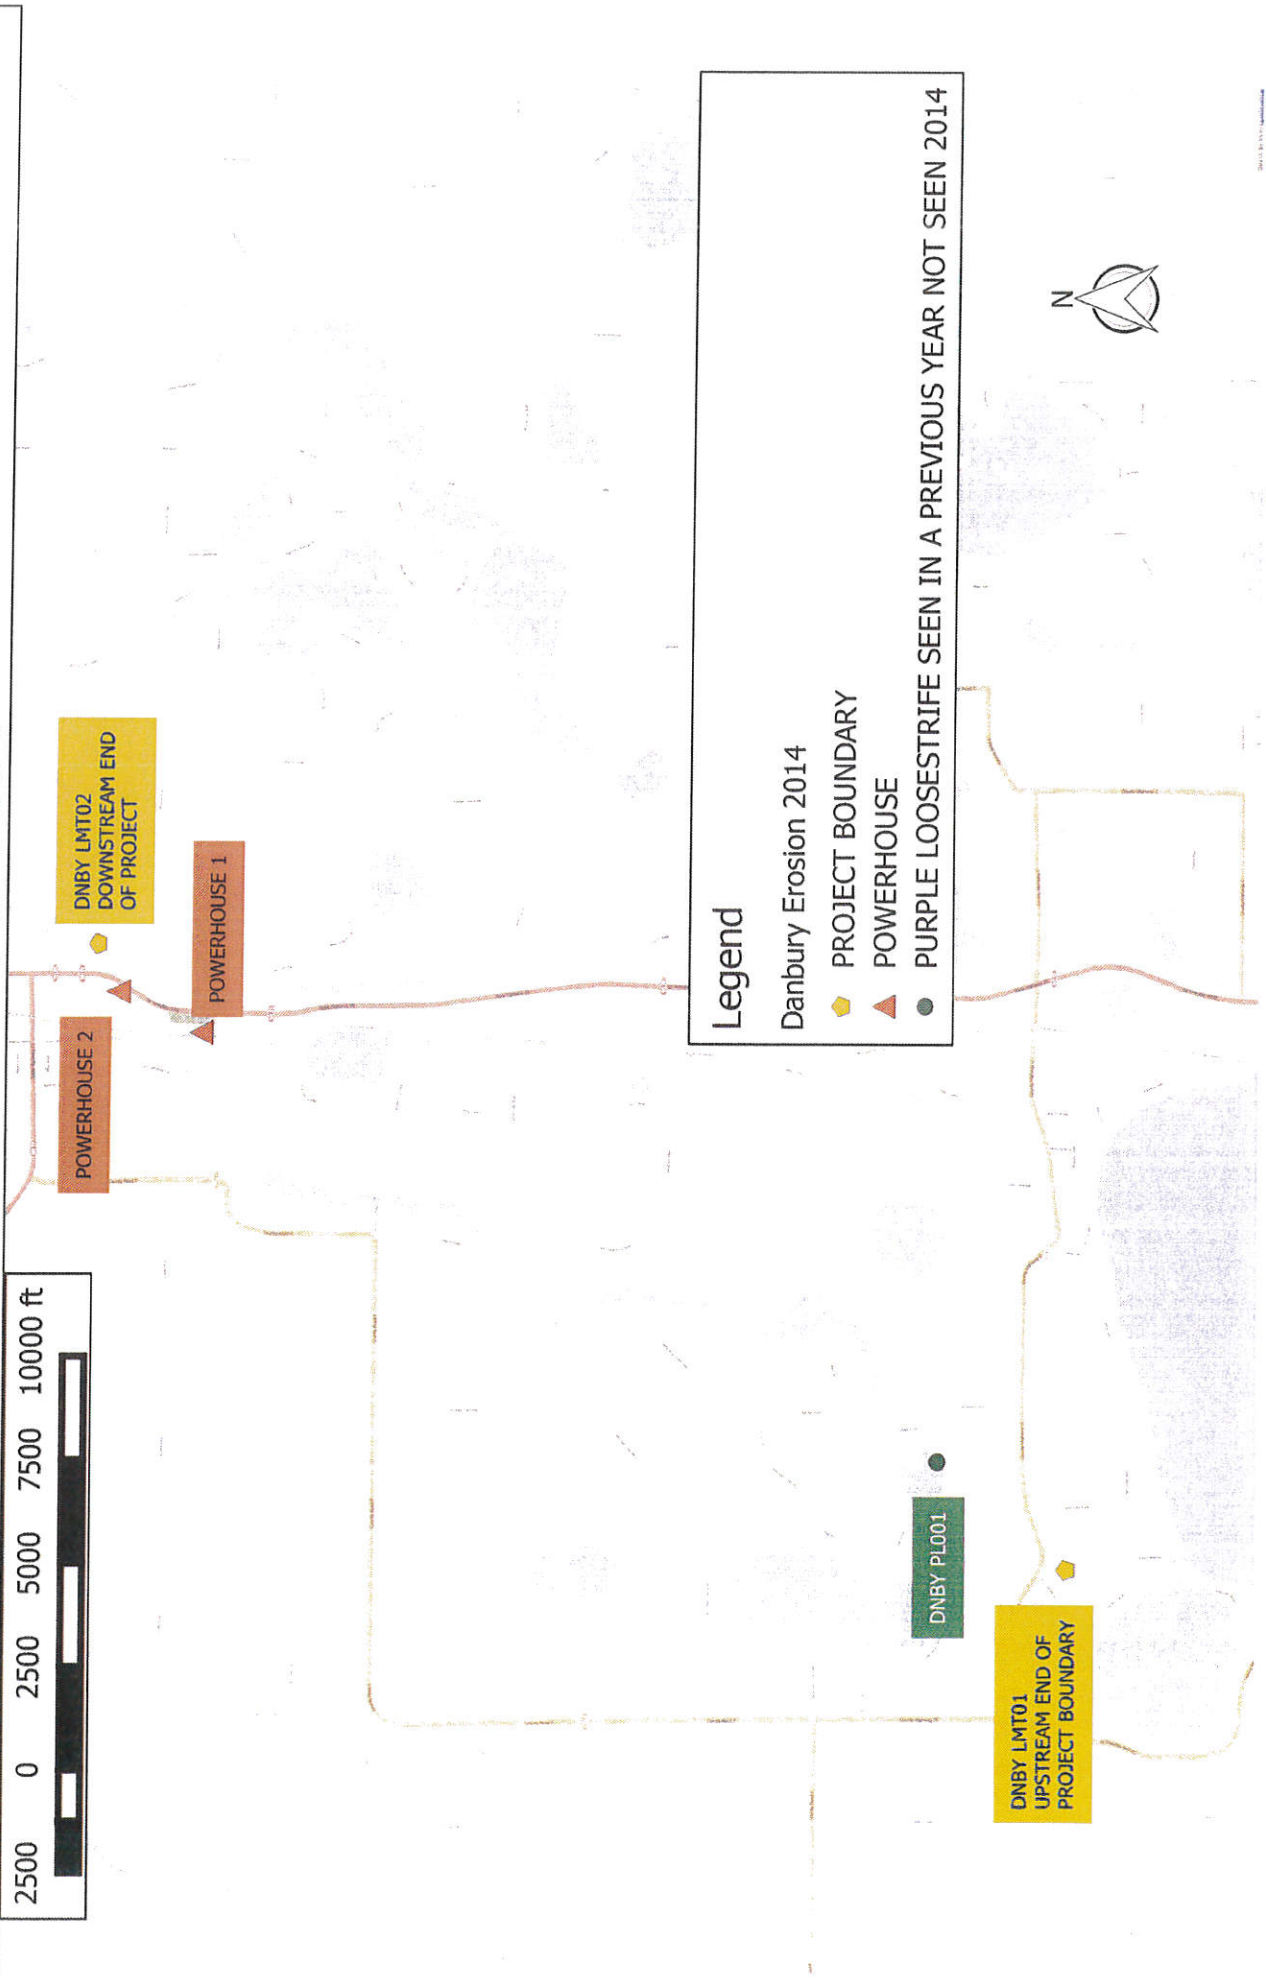 2500 0 2500 5000 7500 10000 ft
POWERHOUSE 2
DNBY LMT02
DOWNSTREAM END
OF PROJECT
POWERHOUSE 1
Legend
Danbury Erosion 2014
PROJECT BOUNDARY
POWERHOUSE
PURPLE LOOSESTRIFE SEEN IN A PREVIOUS YEAR NOT SEEN 2014
DNBY PL001
DNBY LMT01
UPSTREAM END OF
PROJECT BOUNDARY
N